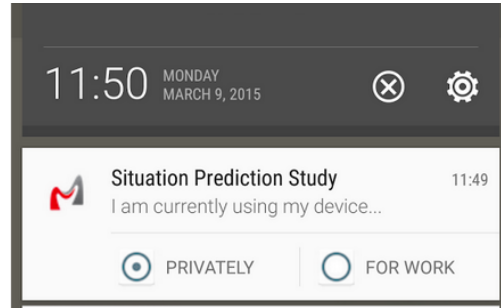 11:50 MONDAY
MARCH 9, 2015
Situation Prediction Study 11:49
I am currently using my device...
PRIVATELY FOR WORK